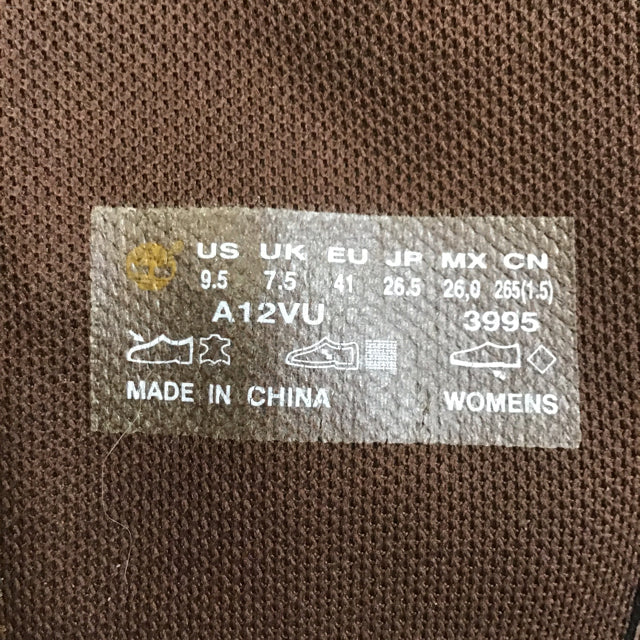 US UK EU JP MX CN
9.5 7.5 41 26.5 26.0 265(1.5)
A12VU 3995
MADE IN CHINA WOMENS